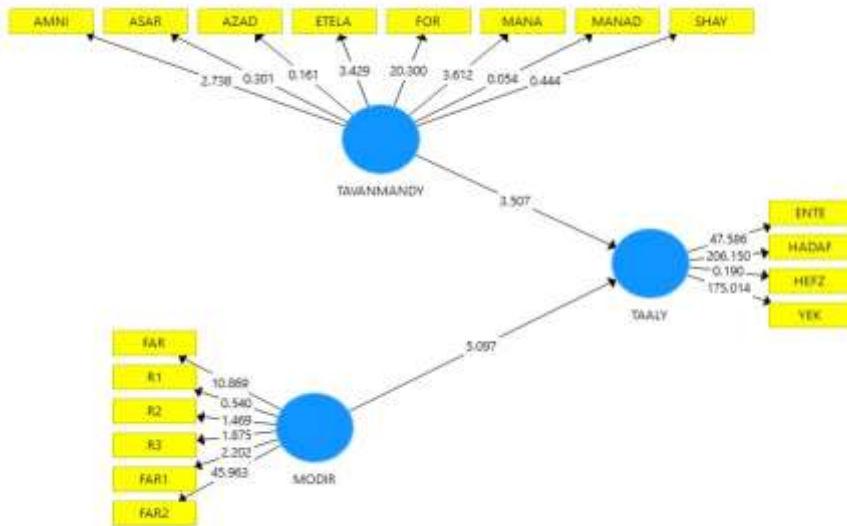 AMNI ASAR AZAD ETELA FOR MANA MANAD SHAY
2.738 0.301 0.161 3.429 20.300 3.612 0.054 0.444
TAVANMANDY
3.507
ENTE
47.586
HADAF
206.150
0.190
HEFZ
175.014
YEK
TAALY
5.097
FAR
10.869
R1
0.540
R2
1.469
R3
1.875
FAR1
2.202
45.963
FAR2
MODIR